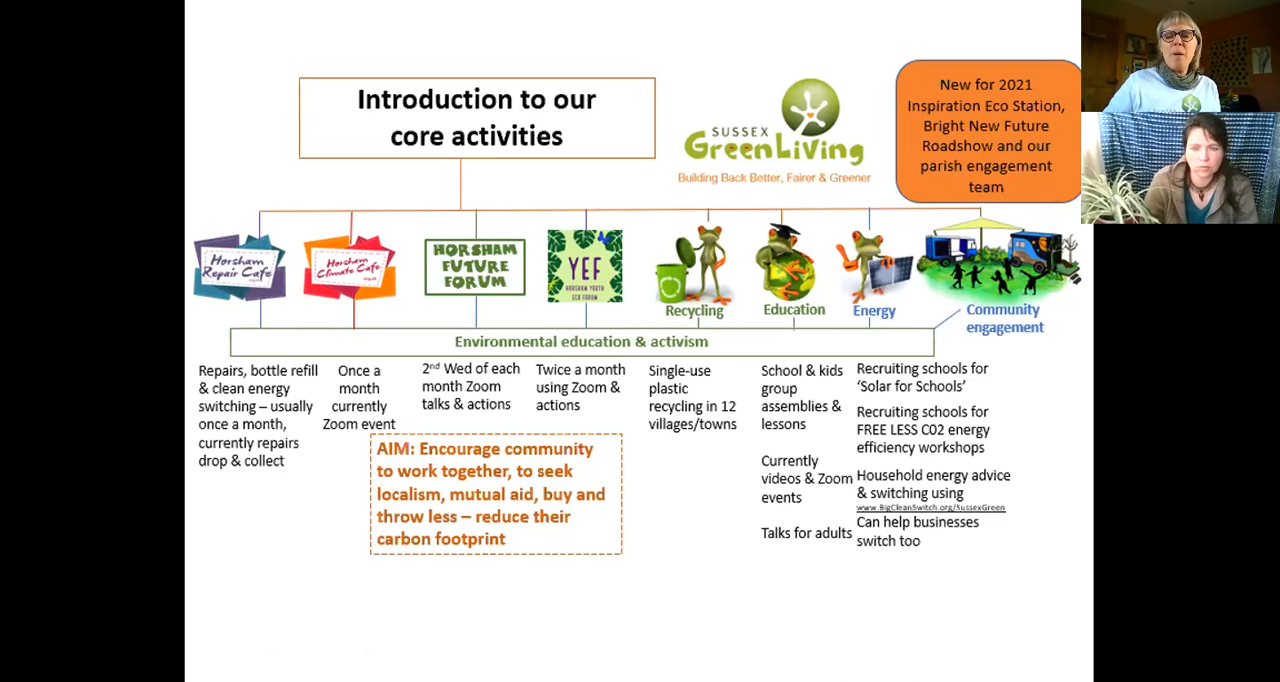 Introduction to our
core activities
SUSSEX
GreenLiving
Building Back Better, Fairer & Greener
New for 2021
Inspiration Eco Station,
Bright New Future
Roadshow and our
parish engagement
team
Horsham
Repair Cafe
Horsham
Climate Cafe
HORSHAM
FUTURE
FORUM
YEF
HORSHAM YOUTH
ECO FORUM
Recycling
Education
Energy
Community
engagement
Environmental education & activism
Repairs, bottle refill
& clean energy
switching – usually
once a month,
currently repairs
drop & collect
Once a
month
currently
Zoom event
2nd Wed of each
month Zoom
talks & actions
Twice a month
using Zoom &
actions
Single-use
plastic
recycling in 12
villages/towns
School & kids
group
assemblies &
lessons
Currently
videos & Zoom
events
Talks for adults
Recruiting schools for
‘Solar for Schools’
Recruiting schools for
FREE LESS C02 energy
efficiency workshops
Household energy advice
& switching using
www.BigCleanSwitch.org/SussexGreen
Can help businesses
switch too
AIM: Encourage community
to work together, to seek
localism, mutual aid, buy and
throw less – reduce their
carbon footprint